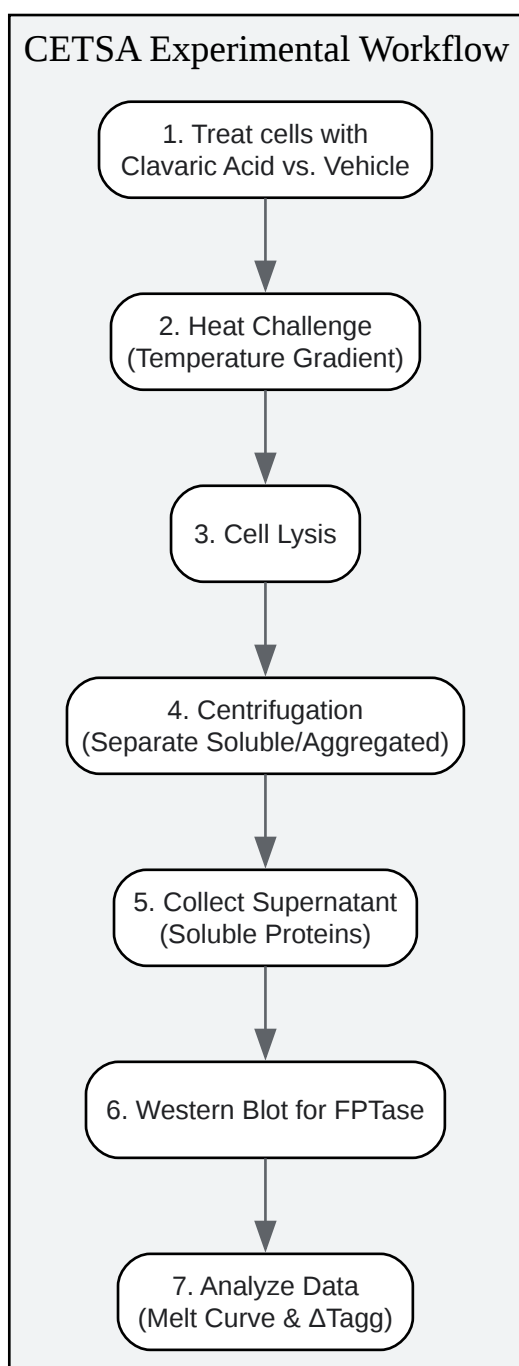 CETSA Experimental Workflow
1. Treat cells with
Clavaric Acid vs. Vehicle
2. Heat Challenge
(Temperature Gradient)
3. Cell Lysis
4. Centrifugation
(Separate Soluble/Aggregated)
5. Collect Supernatant
(Soluble Proteins)
6. Western Blot for FPTase
7. Analyze Data
(Melt Curve & ΔTagg)